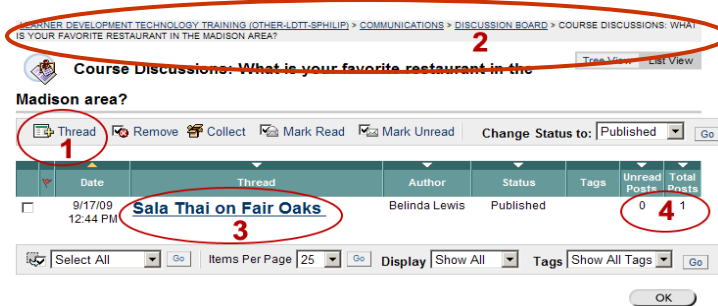 LEARNER DEVELOPMENT TECHNOLOGY TRAINING (OTHER-LDTT-SPHILIP) > COMMUNICATIONS > DISCUSSION BOARD > COURSE DISCUSSIONS: WHAT
IS YOUR FAVORITE RESTAURANT IN THE MADISON AREA?
2
Tree View List View
Course Discussions: What is your favorite restaurant in the
Madison area?
Thread Remove Collect Mark Read Mark Unread Change Status to: Published Go
1
Date Thread Author Status Tags Unread Posts Total Posts
9/17/09 12:44 PM Sala Thai on Fair Oaks Belinda Lewis Published 0 1
3 4
Select All Go Items Per Page 25 Go Display Show All Tags Show All Tags Go
OK